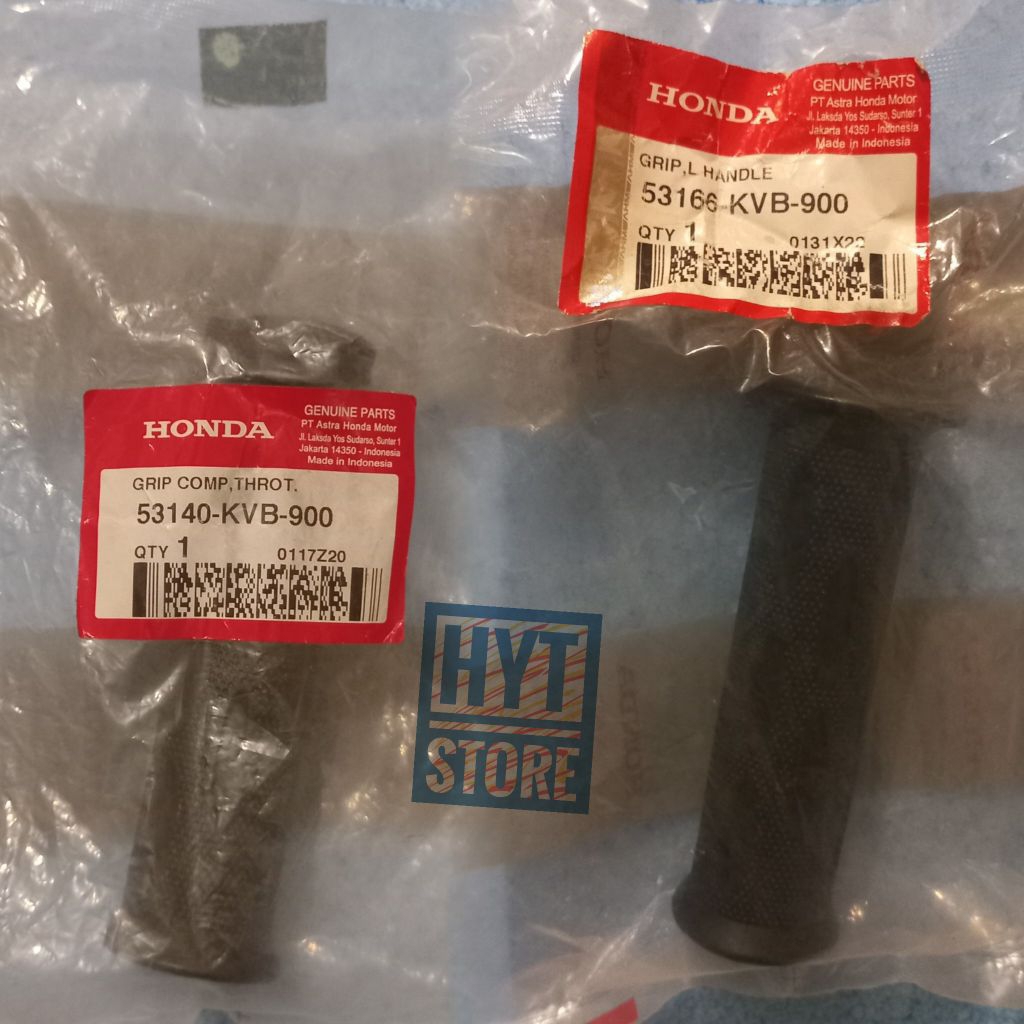 HONDA
GENUINE PARTS
PT Astra Honda Motor
Jl. Laksda Yos Sudarso, Sunter 1
Jakarta 14350 - Indonesia
Made in Indonesia
GRIP,L HANDLE
53166-KVB-900
QTY 1 0131X22
HONDA
GENUINE PARTS
PT Astra Honda Motor
Jl. Laksda Yos Sudarso, Sunter 1
Jakarta 14350 - Indonesia
Made in Indonesia
GRIP COMP,THROT.
53140-KVB-900
QTY 1 0117Z20
HYT
STORE